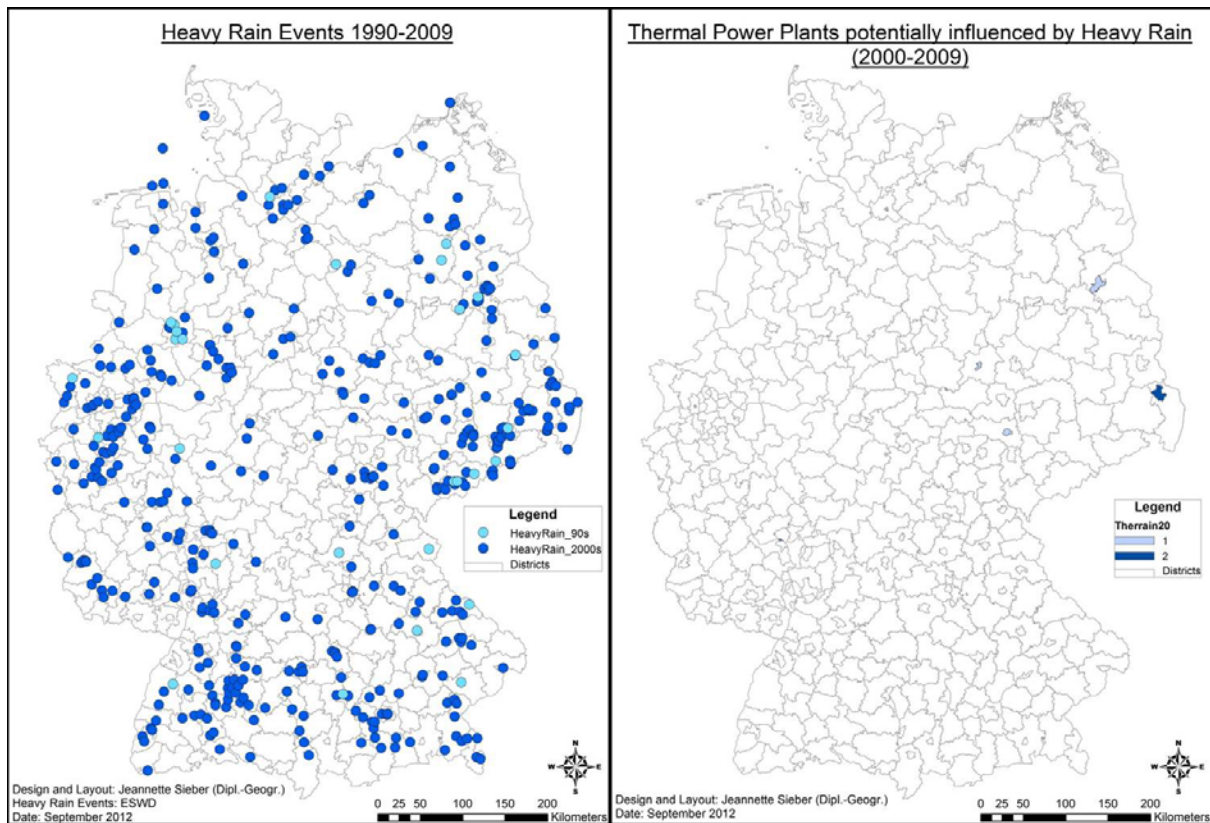 Heavy Rain Events 1990-2009
Legend
HeavyRain_90s
HeavyRain_2000s
Districts
N
W E
S
Design and Layout: Jeannette Sieber (Dipl.-Geogr.)
Heavy Rain Events: ESWD
Date: September 2012
0 25 50 100 150 200
Kilometers
Thermal Power Plants potentially influenced by Heavy Rain
(2000-2009)
Legend
Therrain20
1
2
Districts
N
W E
S
Design and Layout: Jeannette Sieber (Dipl.-Geogr.)
Date: September 2012
0 25 50 100 150 200
Kilometers